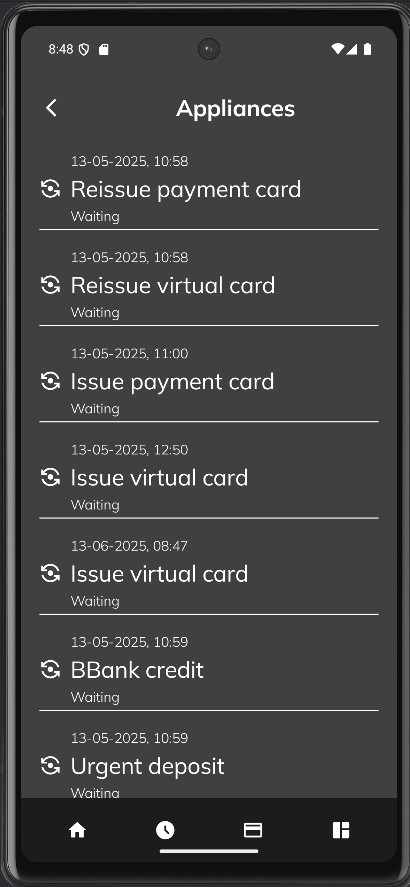 8:48
Appliances
13-05-2025, 10:58
Reissue payment card
Waiting
13-05-2025, 10:58
Reissue virtual card
Waiting
13-05-2025, 11:00
Issue payment card
Waiting
13-05-2025, 12:50
Issue virtual card
Waiting
13-06-2025, 08:47
Issue virtual card
Waiting
13-05-2025, 10:59
BBank credit
Waiting
13-05-2025, 10:59
Urgent deposit
Waiting